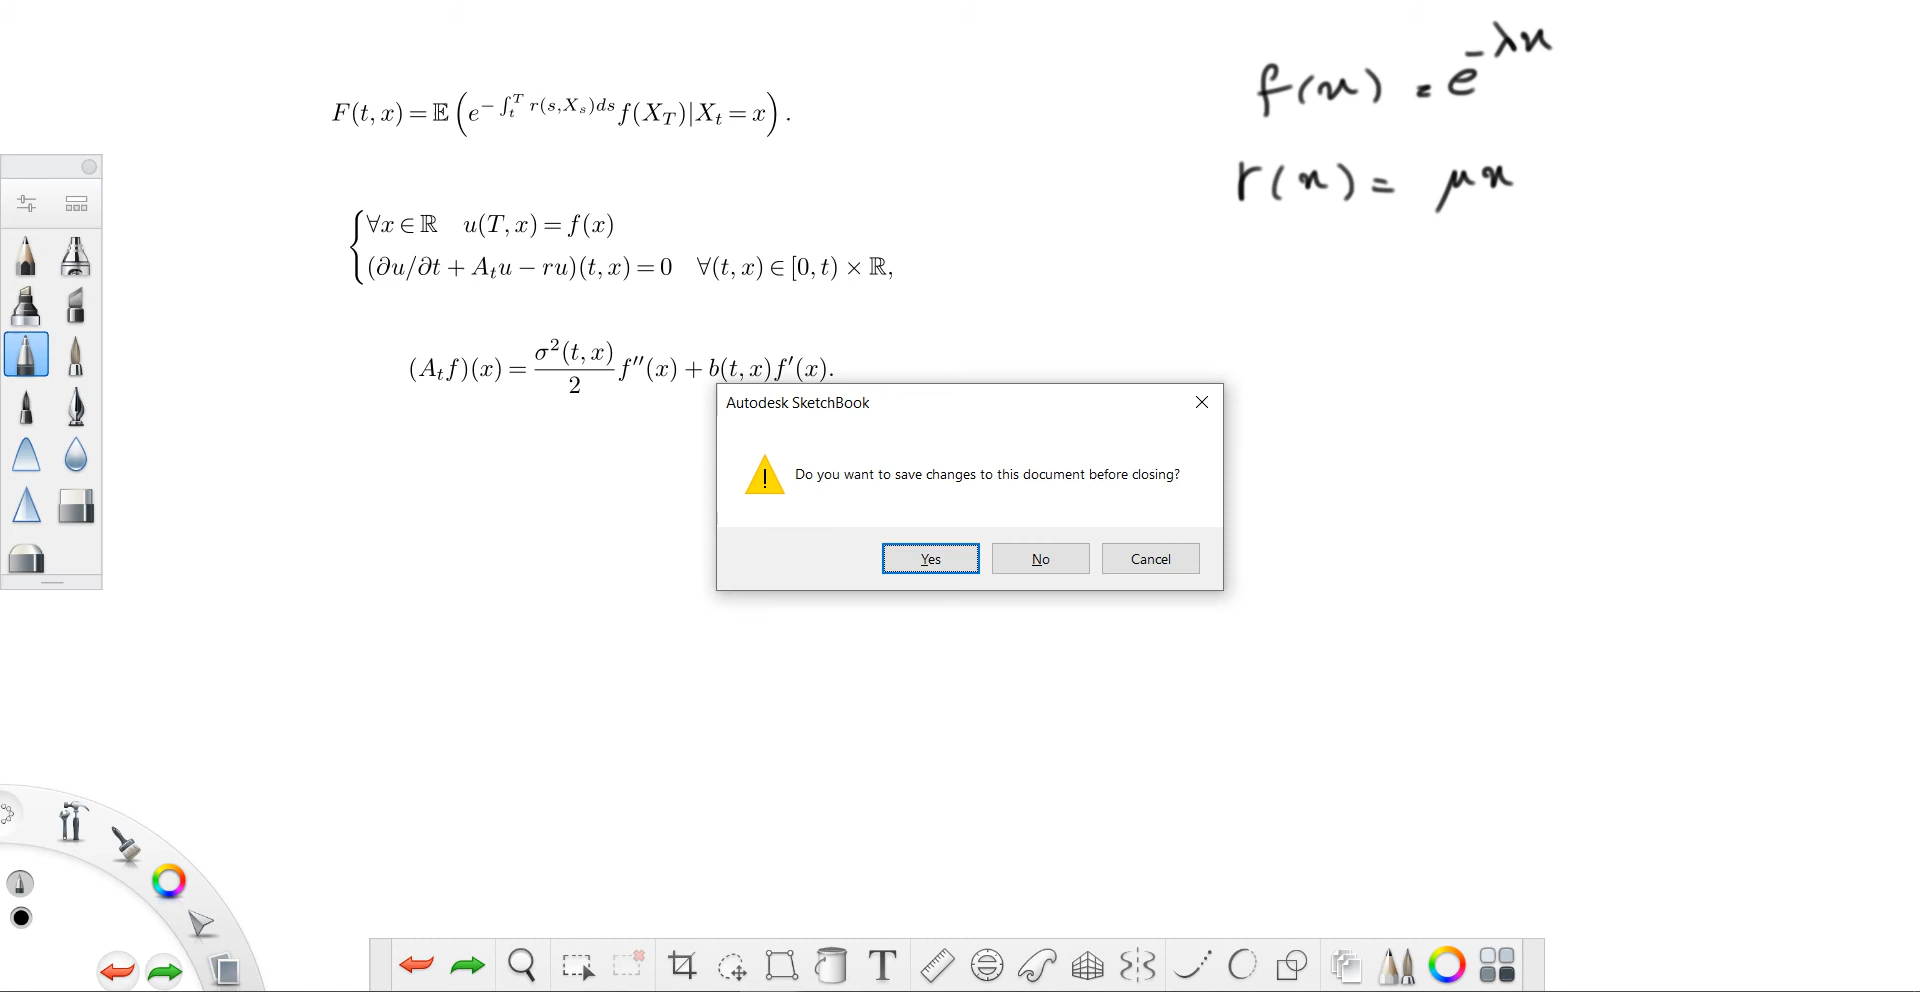 f(x) = e^{-λx}
F(t, x) = 𝔼(e^{-∫_t^T r(s,X_s)ds} f(X_T)|X_t = x).
r(x) = μx
{∀x ∈ ℝ u(T, x) = f(x)
(∂u/∂t + A_t u − ru)(t, x) = 0 ∀(t, x) ∈ [0, t) × ℝ,
(A_t f)(x) = σ²(t, x)/2 f′′(x) + b(t, x)f′(x).
Autodesk SketchBook
Do you want to save changes to this document before closing?
Yes No Cancel
T